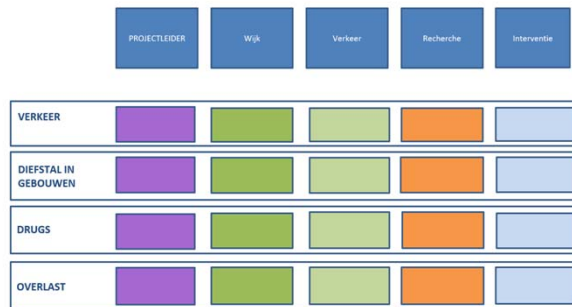 PROJECTLEIDER
Wijk
Verkeer
Recherche
Interventie
VERKEER
DIEFSTAL IN
GEBOUWEN
DRUGS
OVERLAST